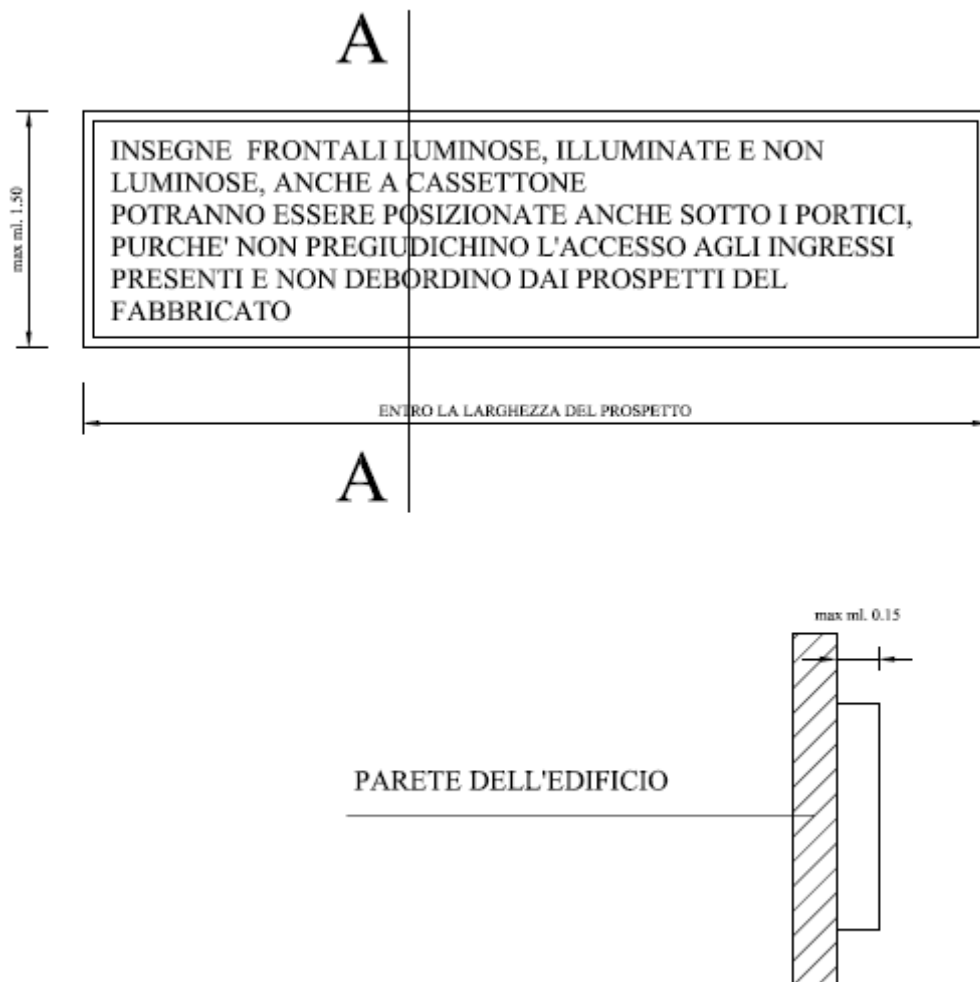 A
INSEGNE FRONTALI LUMINOSE, ILLUMINATE E NON
LUMINOSE, ANCHE A CASSETTONE
POTRANNO ESSERE POSIZIONATE ANCHE SOTTO I PORTICI,
PURCHE' NON PREGIUDICHINO L'ACCESSO AGLI INGRESSI
PRESENTI E NON DEBORDINO DAI PROSPETTI DEL
FABBRICATO
max ml. 1.50
ENTRO LA LARGHEZZA DEL PROSPETTO
A
max ml. 0.15
PARETE DELL'EDIFICIO